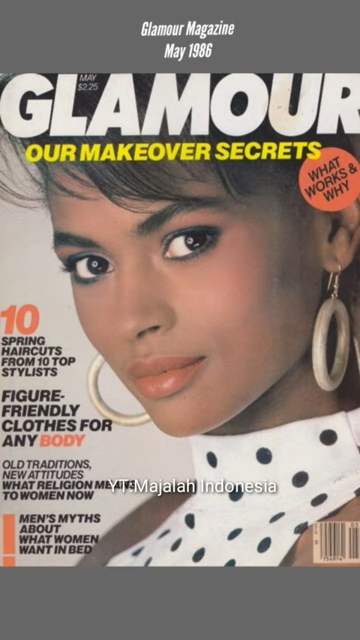 Glamour Magazine
May 1986
MAY
$2.25
GLAMOUR
OUR MAKEOVER SECRETS
WHAT
WORKS &
WHY
10
SPRING
HAIRCUTS
FROM 10 TOP
STYLISTS
FIGURE-
FRIENDLY
CLOTHES FOR
ANY BODY
OLD TRADITIONS,
NEW ATTITUDES
WHAT RELIGION MEANS
TO WOMEN NOW
YT:Majalah Indonesia
! MEN'S MYTHS
ABOUT
WHAT WOMEN
WANT IN BED